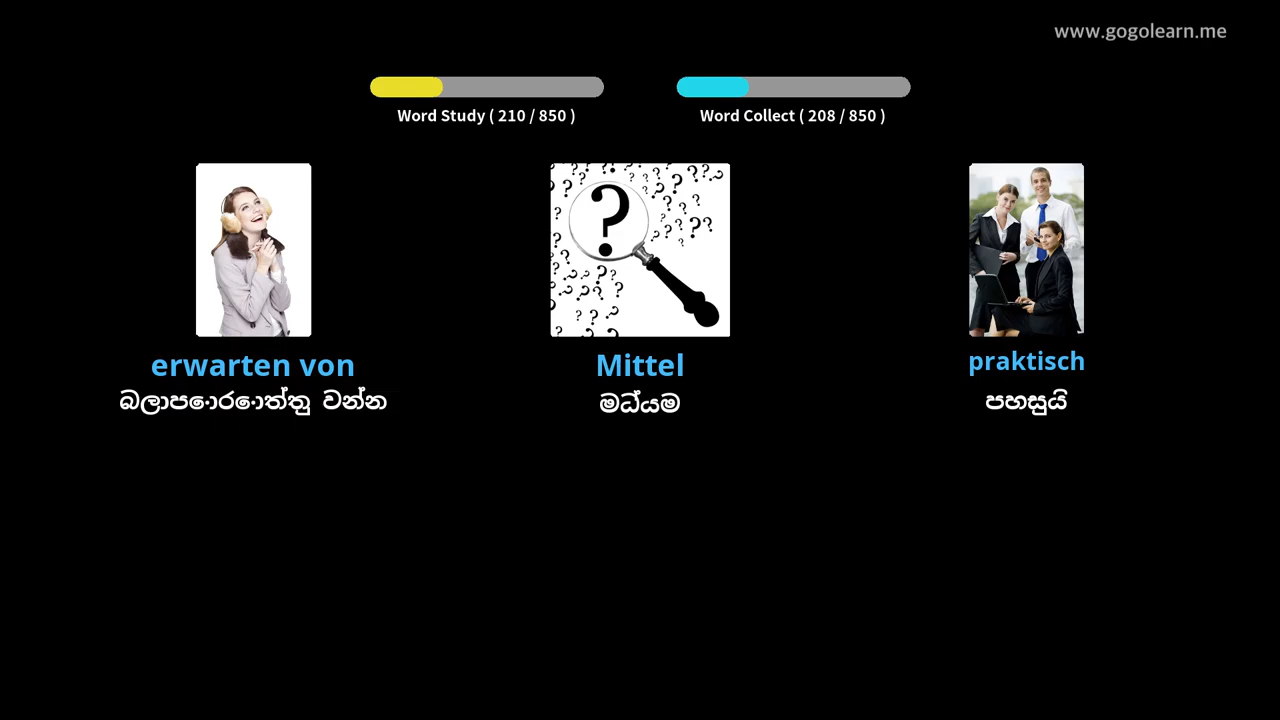 www.gogolearn.me
Word Study ( 210 / 850 )
Word Collect ( 208 / 850 )
erwarten von
බලාපොරොත්තු වන්න
Mittel
මධ්යම
praktisch
පහසුයි